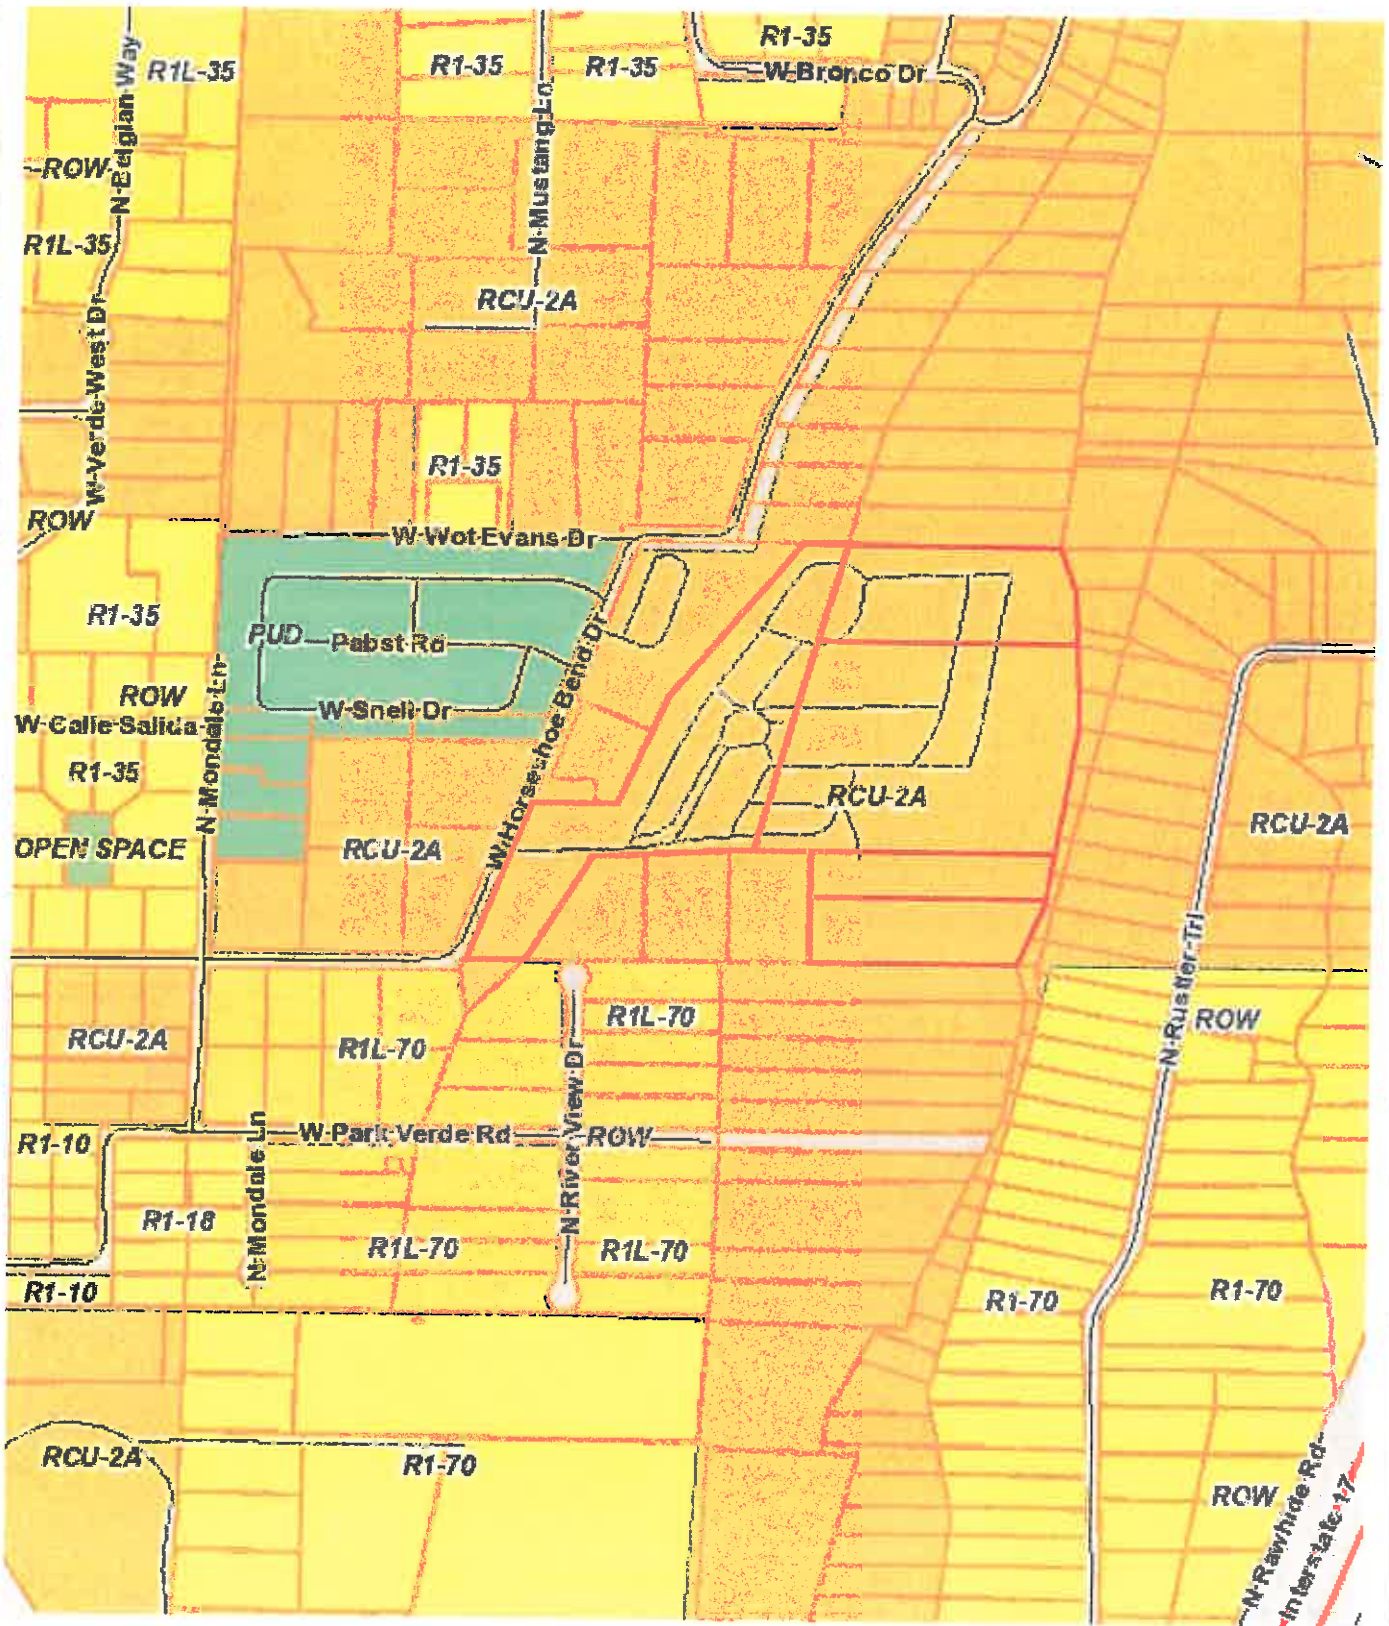 R1-35
R1L-35
R1-35
R1-35
W Bronco Dr
N Belgian Way
N Mustang Ln
ROW
R1L-35
RCU-2A
W Verde West Dr
R1-35
ROW
W Wot Evans Dr
R1-35
PUD
Pabst Rd
ROW
W Snell Dr
W Calle Salida
N Mondale Ln
W Horseshoe Bend Dr
R1-35
RCU-2A
RCU-2A
OPEN SPACE
RCU-2A
N Rustler Trl
RCU-2A
R1L-70
R1L-70
ROW
N River View Dr
R1-10
N Mondale Ln
W Park Verde Rd
ROW
R1-18
R1L-70
R1L-70
R1-10
R1-70
R1-70
RCU-2A
R1-70
ROW
N Rawhide Rd
Interstate 17